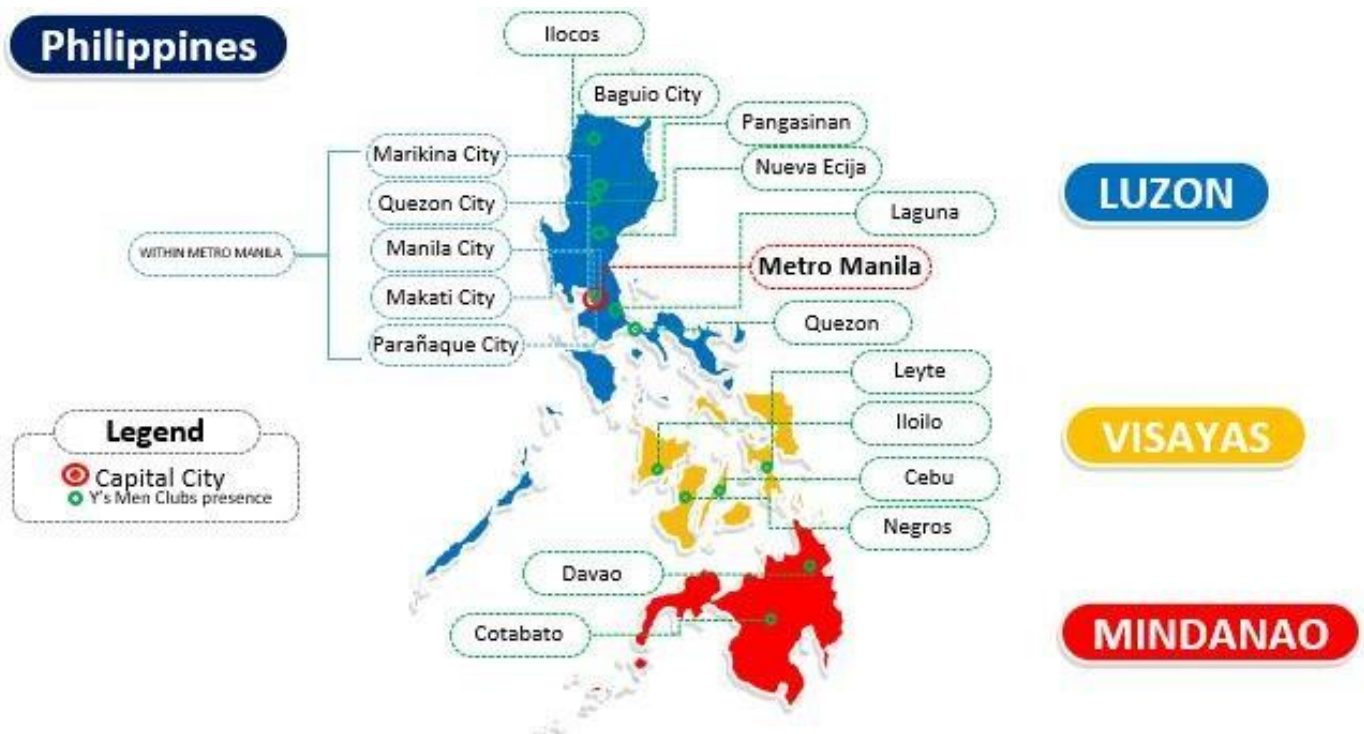 Philippines
Ilocos
Baguio City
Pangasinan
Marikina City
Nueva Ecija
Quezon City
LUZON
Laguna
WITHIN METRO MANILA
Manila City
Metro Manila
Makati City
Quezon
Parañaque City
Leyte
Legend
Iloilo
VISAYAS
Capital City
Cebu
Y's Men Clubs presence
Negros
Davao
Cotabato
MINDANAO